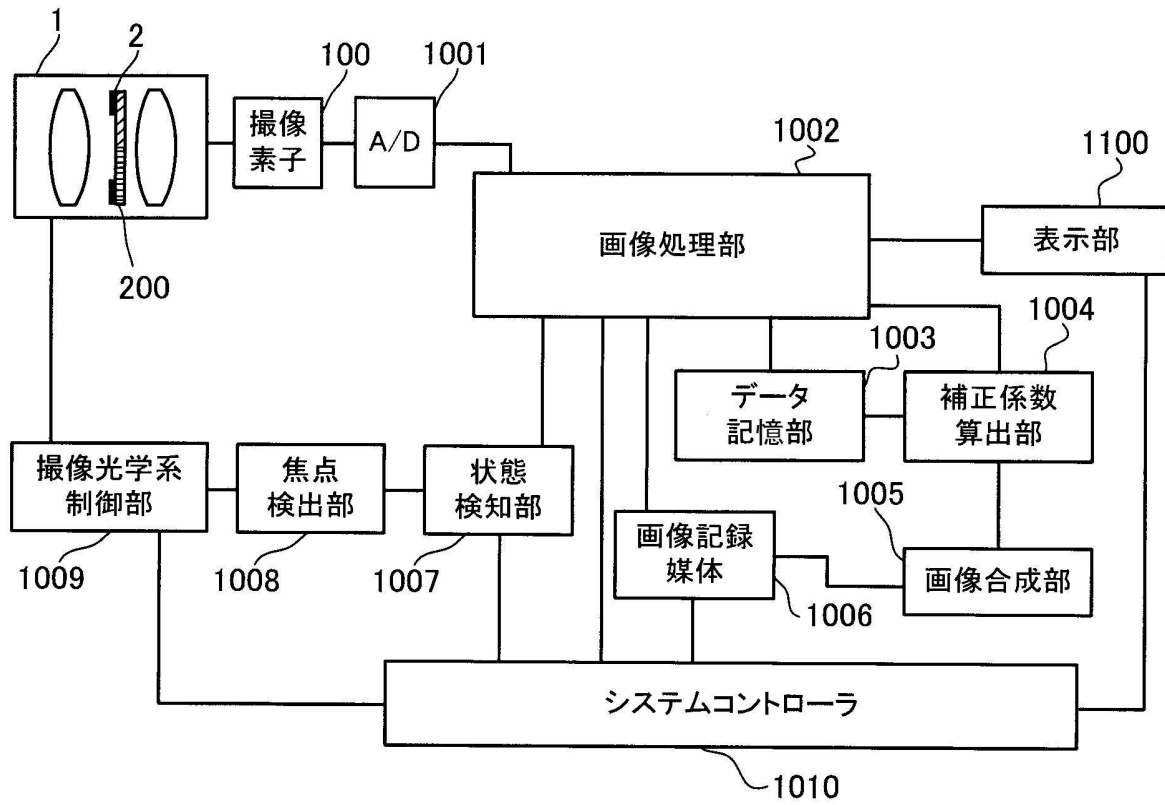 1
2
100
1001
撮像
素子
A/D
1002
1100
画像処理部
表示部
200
1003
1004
データ
記憶部
補正係数
算出部
撮像光学系
制御部
焦点
検出部
状態
検知部
1005
画像記録
媒体
画像合成部
1009
1008
1007
1006
システムコントローラ
1010